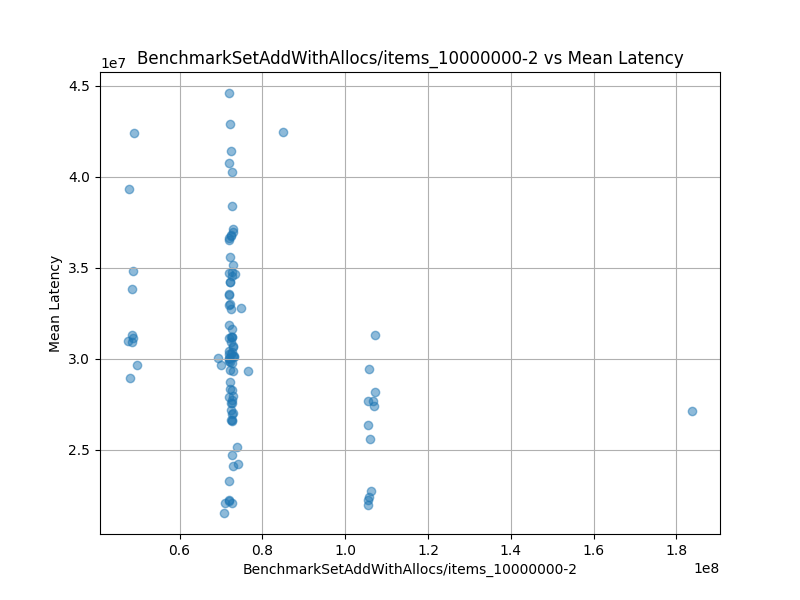 BenchmarkSetAddWithAllocs/items_10000000-2 vs Mean Latency
1e7
4.5
4.0
3.5
3.0
2.5
Mean Latency
0.6 0.8 1.0 1.2 1.4 1.6 1.8
BenchmarkSetAddWithAllocs/items_10000000-2
1e8